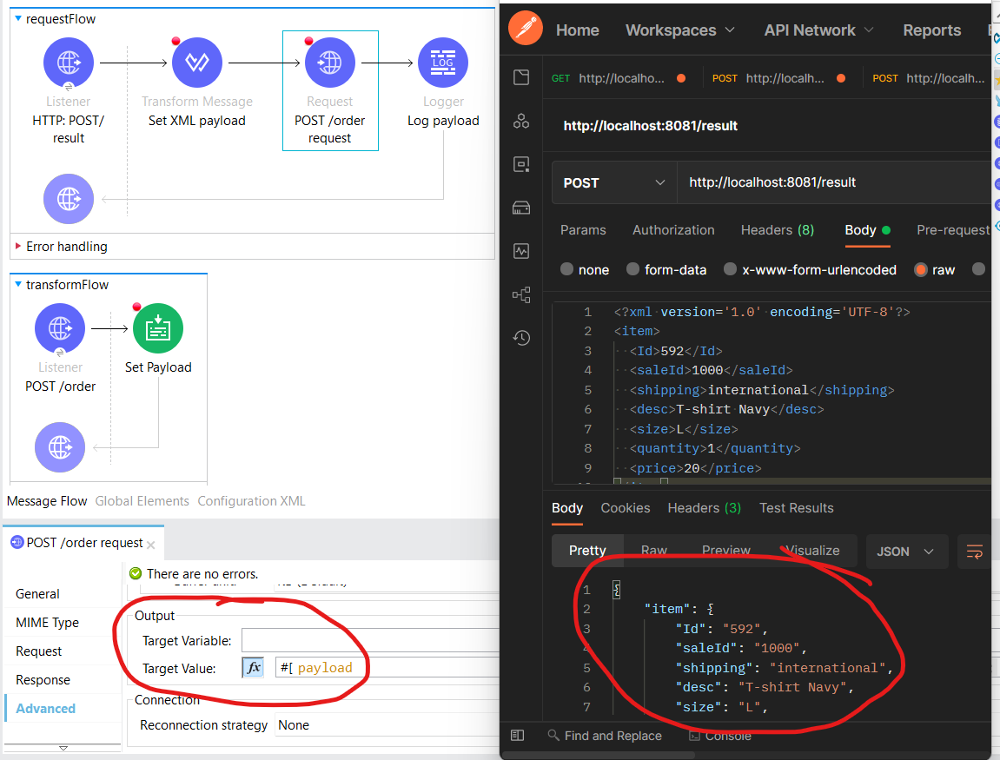 requestFlow
Listener
HTTP: POST/
result
Transform Message
Set XML payload
Request
POST /order
request
LOG
Logger
Log payload
Error handling
transformFlow
Listener
POST /order
Set Payload
Message Flow Global Elements Configuration XML
POST /order request
There are no errors.
General
MIME Type
Request
Response
Advanced
Output
Target Variable:
Target Value: fx #[ payload
Connection
Reconnection strategy None
Home Workspaces API Network Reports
GET http://localho... POST http://localh... POST http://localh...
http://localhost:8081/result
POST http://localhost:8081/result
Params Authorization Headers (8) Body Pre-request
none form-data x-www-form-urlencoded raw
1 <?xml version='1.0' encoding='UTF-8'?>
2 <item>
3 <Id>592</Id>
4 <saleId>1000</saleId>
5 <shipping>international</shipping>
6 <desc>T-shirt Navy</desc>
7 <size>L</size>
8 <quantity>1</quantity>
9 <price>20</price>
Body Cookies Headers (3) Test Results
Pretty Raw Preview Visualize JSON
1 {
2 "item": {
3 "Id": "592",
4 "saleId": "1000",
5 "shipping": "international",
6 "desc": "T-shirt Navy",
7 "size": "L",
Find and Replace Console